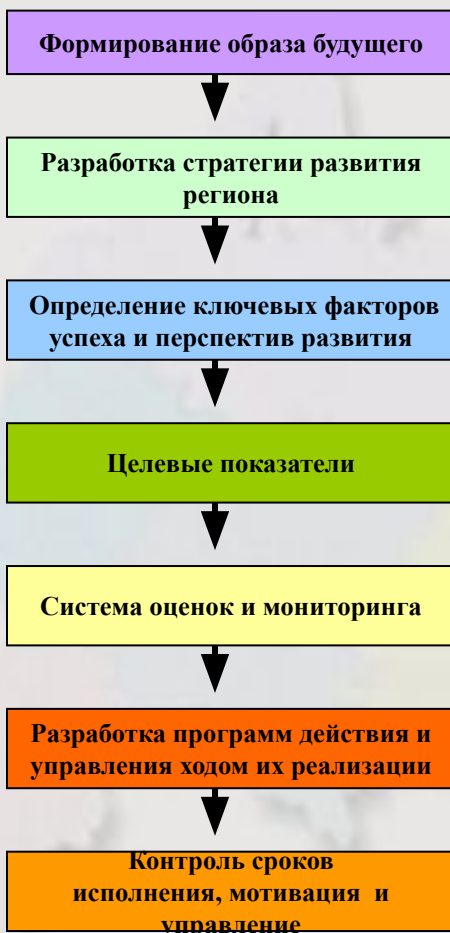 Формирование образа будущего
Разработка стратегии развития
региона
Определение ключевых факторов
успеха и перспектив развития
Целевые показатели
Система оценок и мониторинга
Разработка программ действия и
управления ходом их реализации
Контроль сроков
исполнения, мотивация и
управление